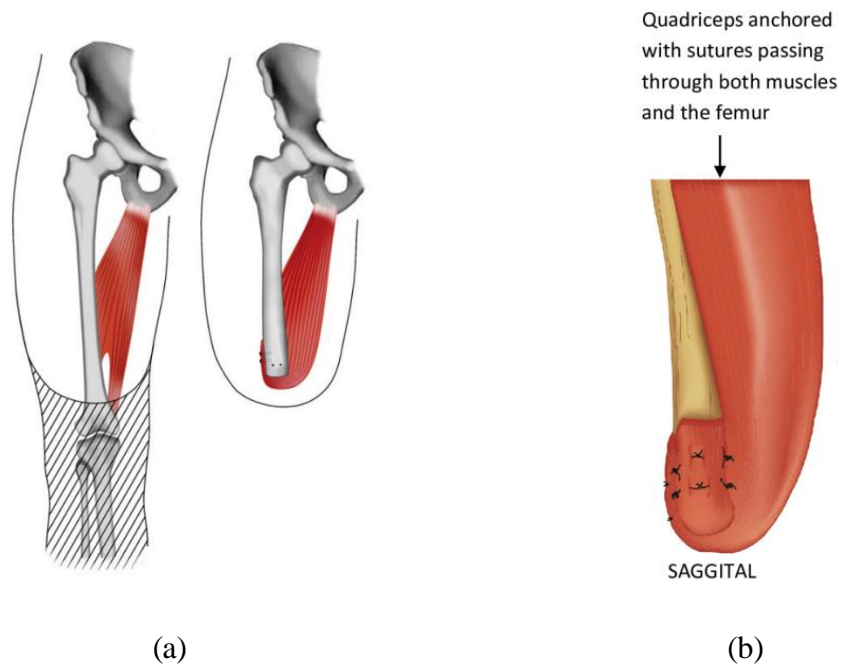 Quadriceps anchored
with sutures passing
through both muscles
and the femur
SAGGITAL
(a)
(b)